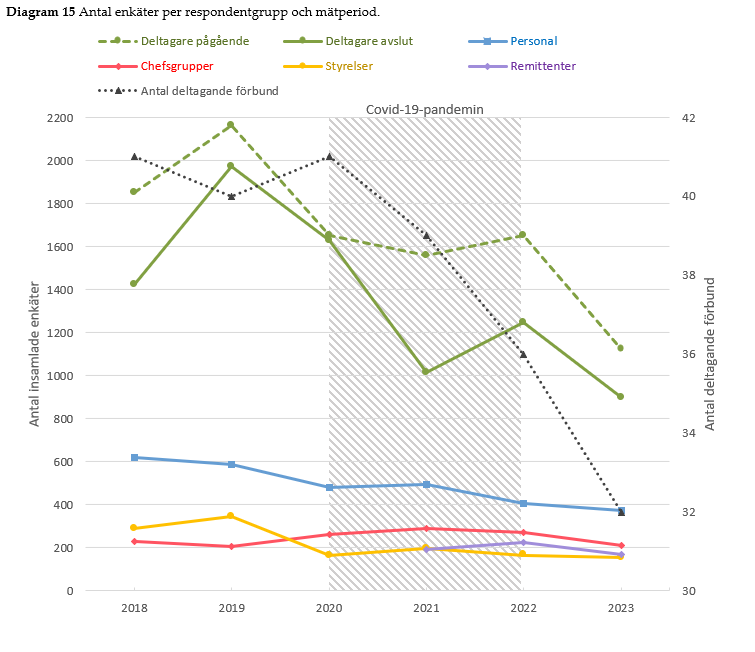 Diagram 15 Antal enkäter per respondentgrupp och mätperiod.
Deltagare pågående Deltagare avslut Personal
Chefsgrupper Styrelser Remittenter
Antal deltagande förbund
Covid-19-pandemin
2200 42
2000
1800 40
1600
1400 38
1200
1000 36
800 34
600
400 32
200
0 30
Antal insamlade enkäter
Antal deltagande förbund
2018 2019 2020 2021 2022 2023